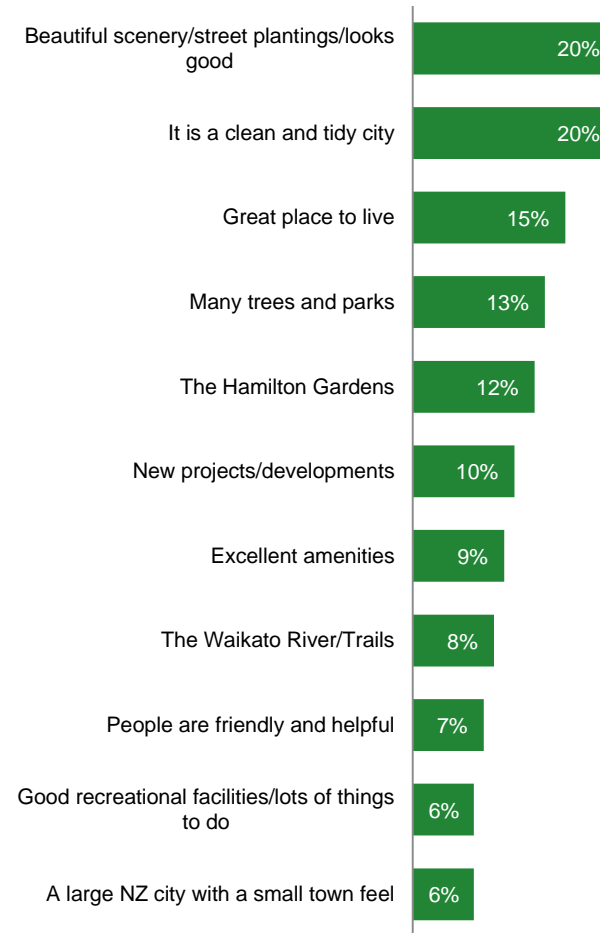 Beautiful scenery/street plantings/looks
good
20%
It is a clean and tidy city
20%
Great place to live
15%
Many trees and parks
13%
The Hamilton Gardens
12%
New projects/developments
10%
Excellent amenities
9%
The Waikato River/Trails
8%
People are friendly and helpful
7%
Good recreational facilities/lots of things
to do
6%
A large NZ city with a small town feel
6%